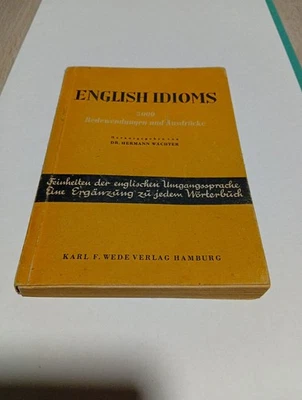 ENGLISH IDIOMS
5000
Redewendungen und Ausdrücke
Herausgegeben von
DR. HERMANN WÄCHTER
Feinheiten der englischen Umgangssprache
Eine Ergänzung zu jedem Wörterbuch
KARL F. WEDE VERLAG HAMBURG